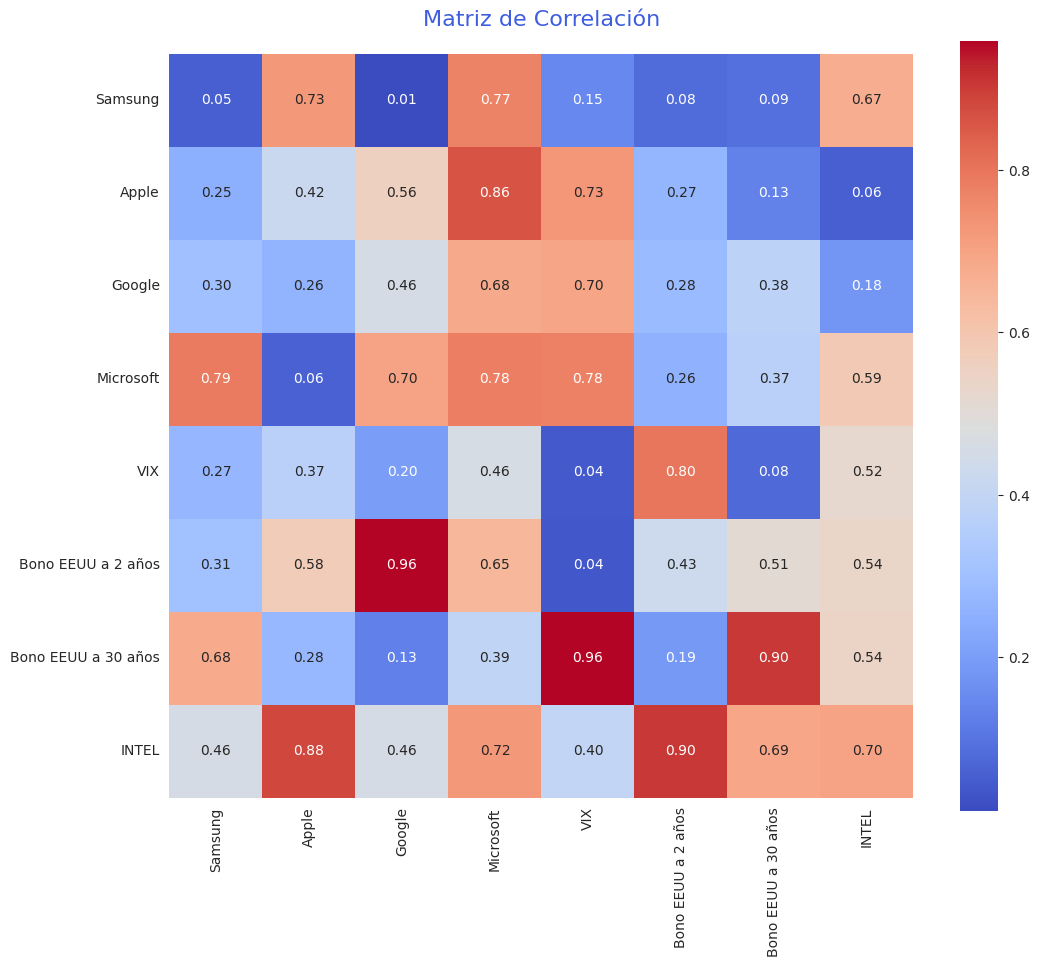 Matriz de Correlación
Samsung 0.05 0.73 0.01 0.77 0.15 0.08 0.09 0.67
Apple 0.25 0.42 0.56 0.86 0.73 0.27 0.13 0.06
Google 0.30 0.26 0.46 0.68 0.70 0.28 0.38 0.18
Microsoft 0.79 0.06 0.70 0.78 0.78 0.26 0.37 0.59
VIX 0.27 0.37 0.20 0.46 0.04 0.80 0.08 0.52
Bono EEUU a 2 años 0.31 0.58 0.96 0.65 0.04 0.43 0.51 0.54
Bono EEUU a 30 años 0.68 0.28 0.13 0.39 0.96 0.19 0.90 0.54
INTEL 0.46 0.88 0.46 0.72 0.40 0.90 0.69 0.70
Samsung
Apple
Google
Microsoft
VIX
Bono EEUU a 2 años
Bono EEUU a 30 años
INTEL
0.8
0.6
0.4
0.2